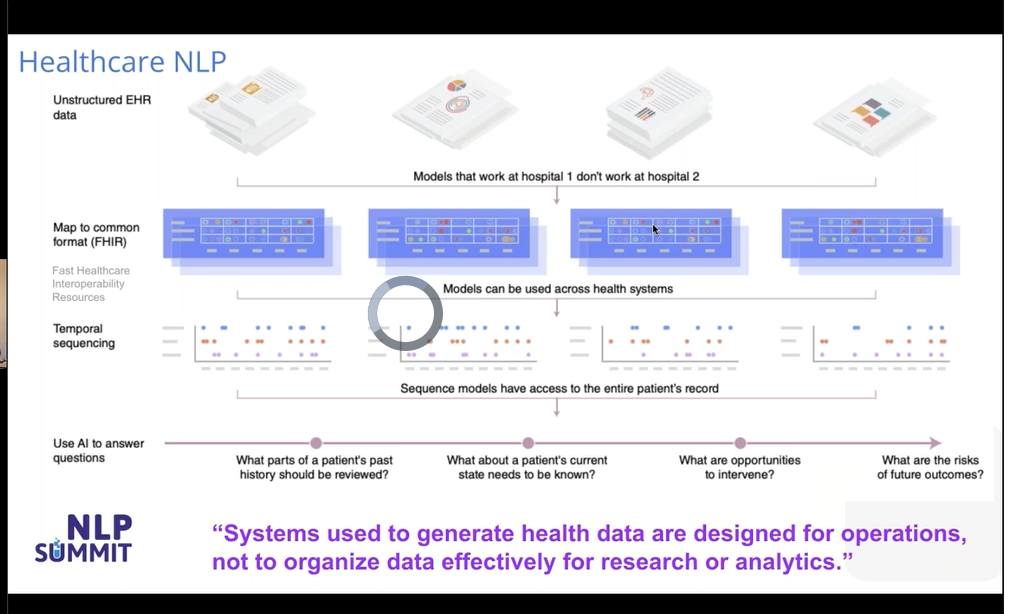 Healthcare NLP
Unstructured EHR
data
Models that work at hospital 1 don't work at hospital 2
Map to common
format (FHIR)
Fast Healthcare
Interoperability
Resources
Models can be used across health systems
Temporal
sequencing
Sequence models have access to the entire patient's record
Use AI to answer
questions
What parts of a patient's past
history should be reviewed?
What about a patient's current
state needs to be known?
What are opportunities
to intervene?
What are the risks
of future outcomes?
NLP
SUMMIT
“Systems used to generate health data are designed for operations,
not to organize data effectively for research or analytics.”